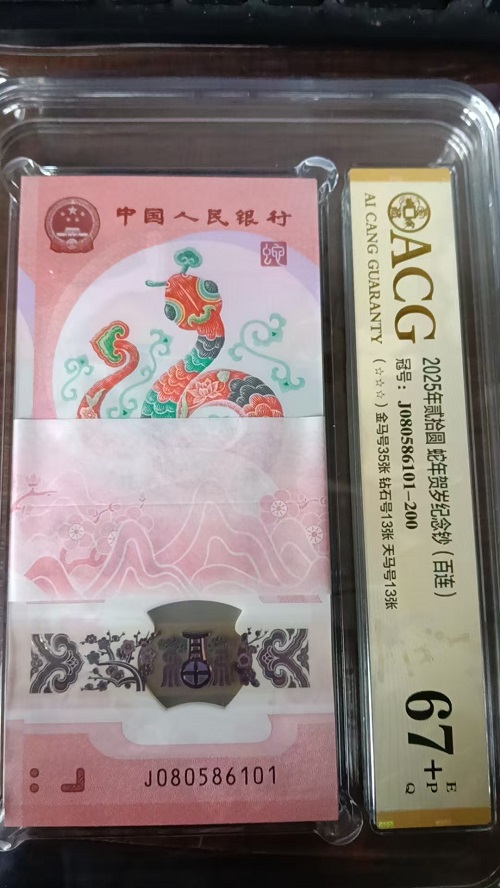 中国人民银行
J080586101
ACG
AI CANG GUARANTY
2025年贰拾圆 蛇年贺岁纪念钞（百连）
冠号：J080586101-200
（☆☆☆）金马号35张 钻石号13张 天马号13张
67+
E
P
Q